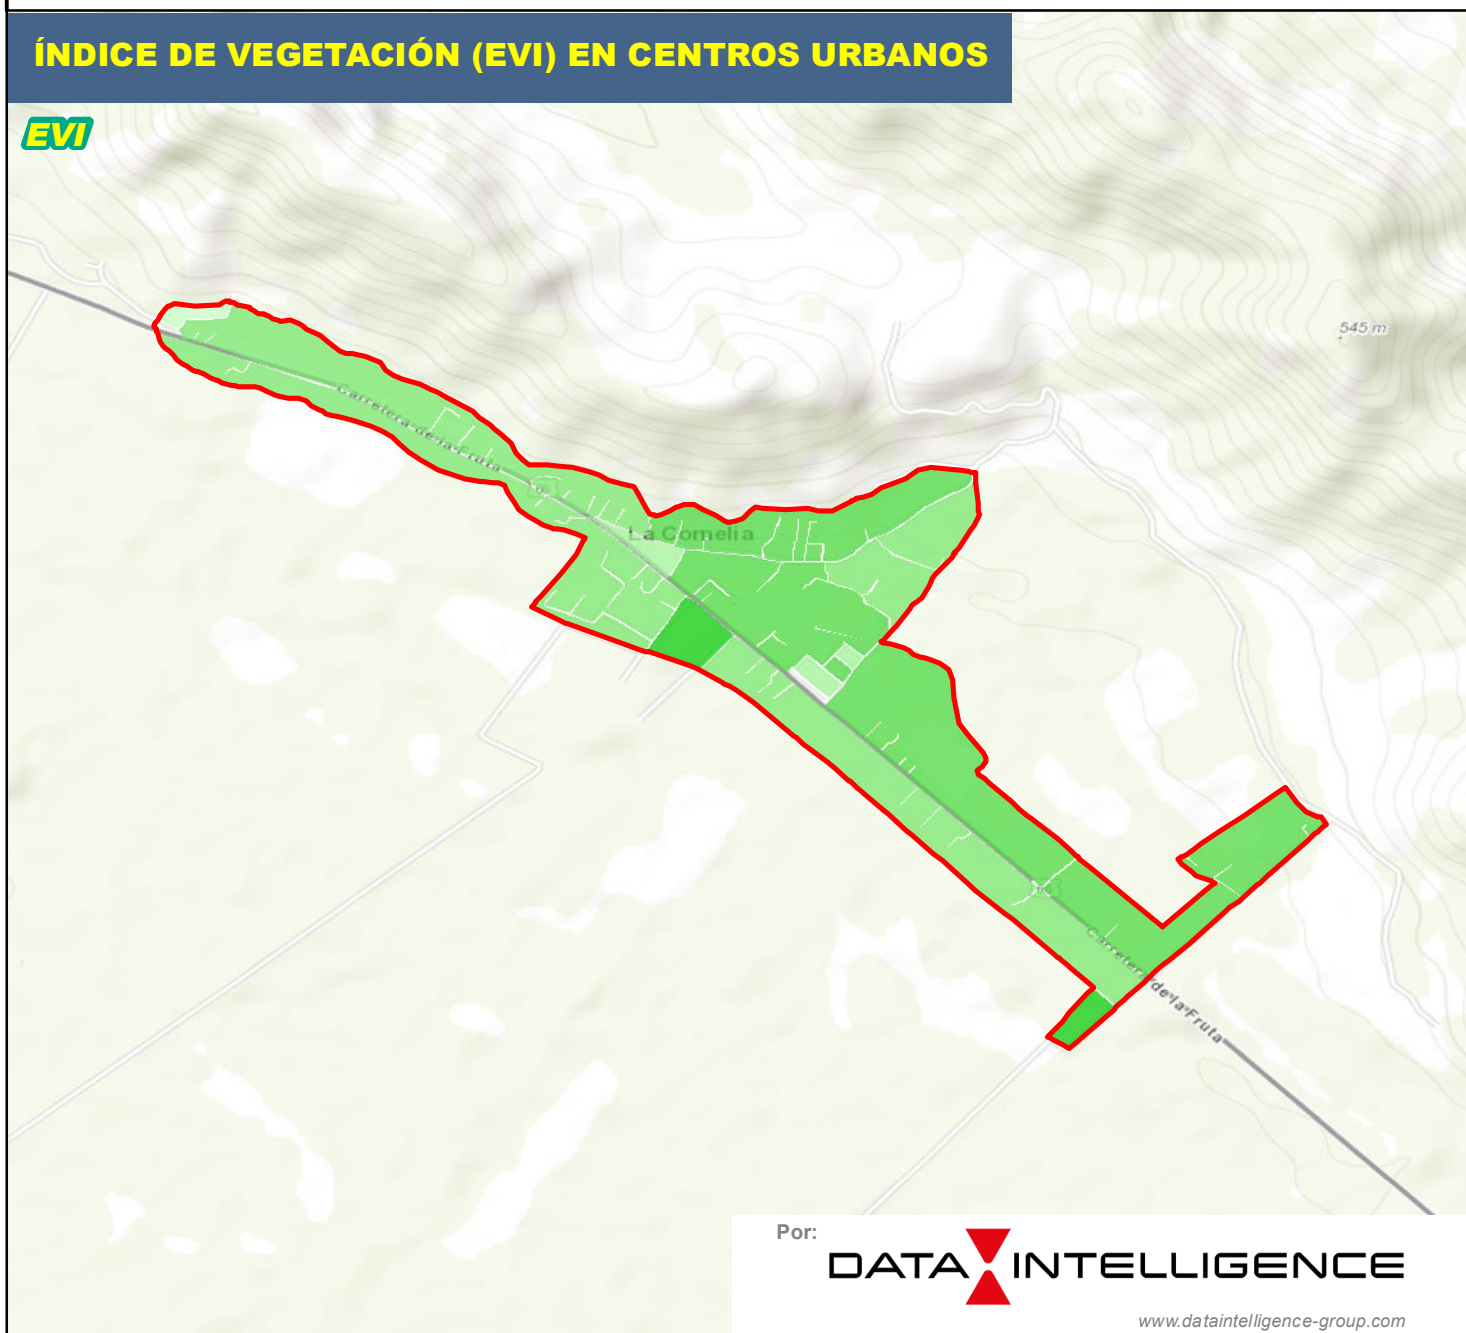 ÍNDICE DE VEGETACIÓN (EVI) EN CENTROS URBANOS
EVI
545 m
Carretera de la Fruta
La Cornelia
Carretera de la Fruta
Por:
DATA INTELLIGENCE
www.dataintelligence-group.com